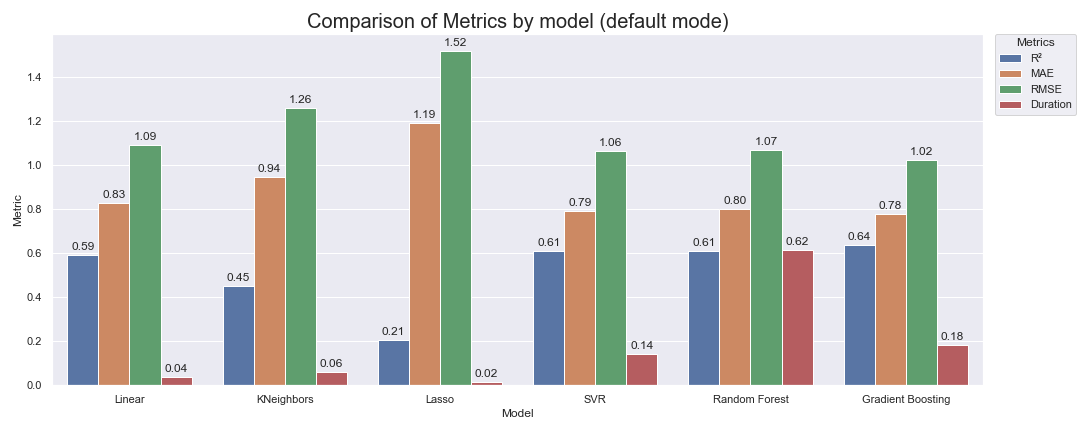 Comparison of Metrics by model (default mode)
Metrics
R²
MAE
RMSE
Duration
Metric
1.4
1.2
1.0
0.8
0.6
0.4
0.2
0.0
0.59
0.83
1.09
0.04
0.45
0.94
1.26
0.06
0.21
1.19
1.52
0.02
0.61
0.79
1.06
0.14
0.61
0.80
1.07
0.62
0.64
0.78
1.02
0.18
Linear
KNeighbors
Lasso
SVR
Random Forest
Gradient Boosting
Model